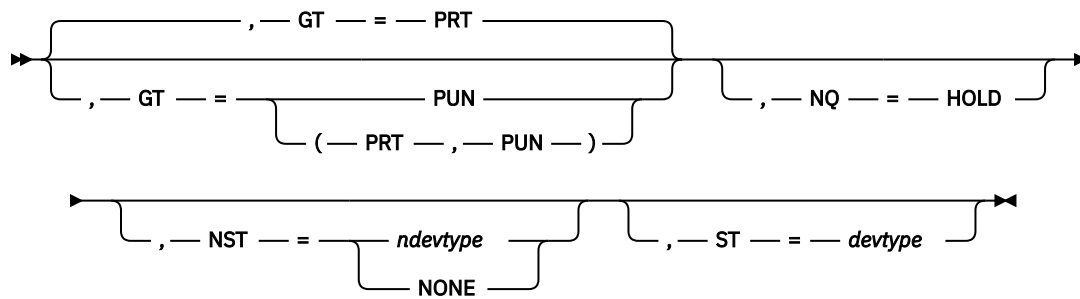 , GT = PRT
, GT = PUN , NQ = HOLD
( PRT , PUN )
, NST = ndevtype , ST = devtype
NONE